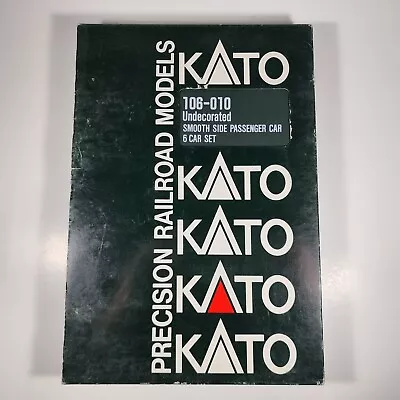 PRECISION RAILROAD MODELS
KATO
106-010
Undecorated
SMOOTH SIDE PASSENGER CAR
6 CAR SET
KATO
KATO
KATO
KATO